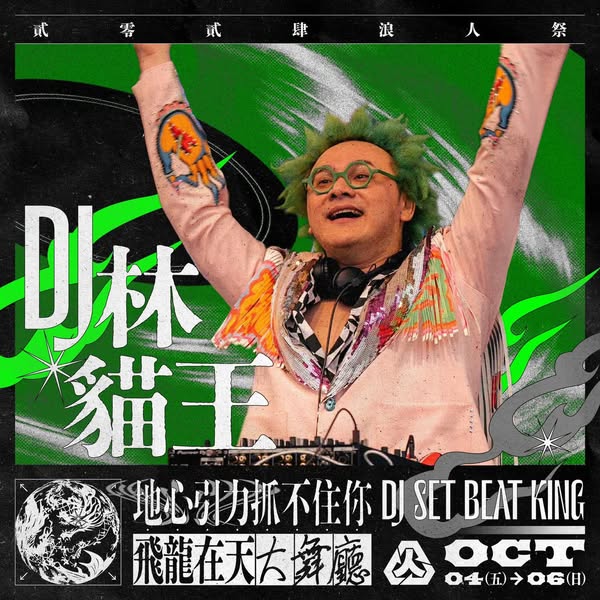 貳零貳肆浪人祭
DJ林
貓王
地心引力抓不住你 DJ SET BEAT KING
飛龍在天大舞廳
OCT
04(五)→06(日)